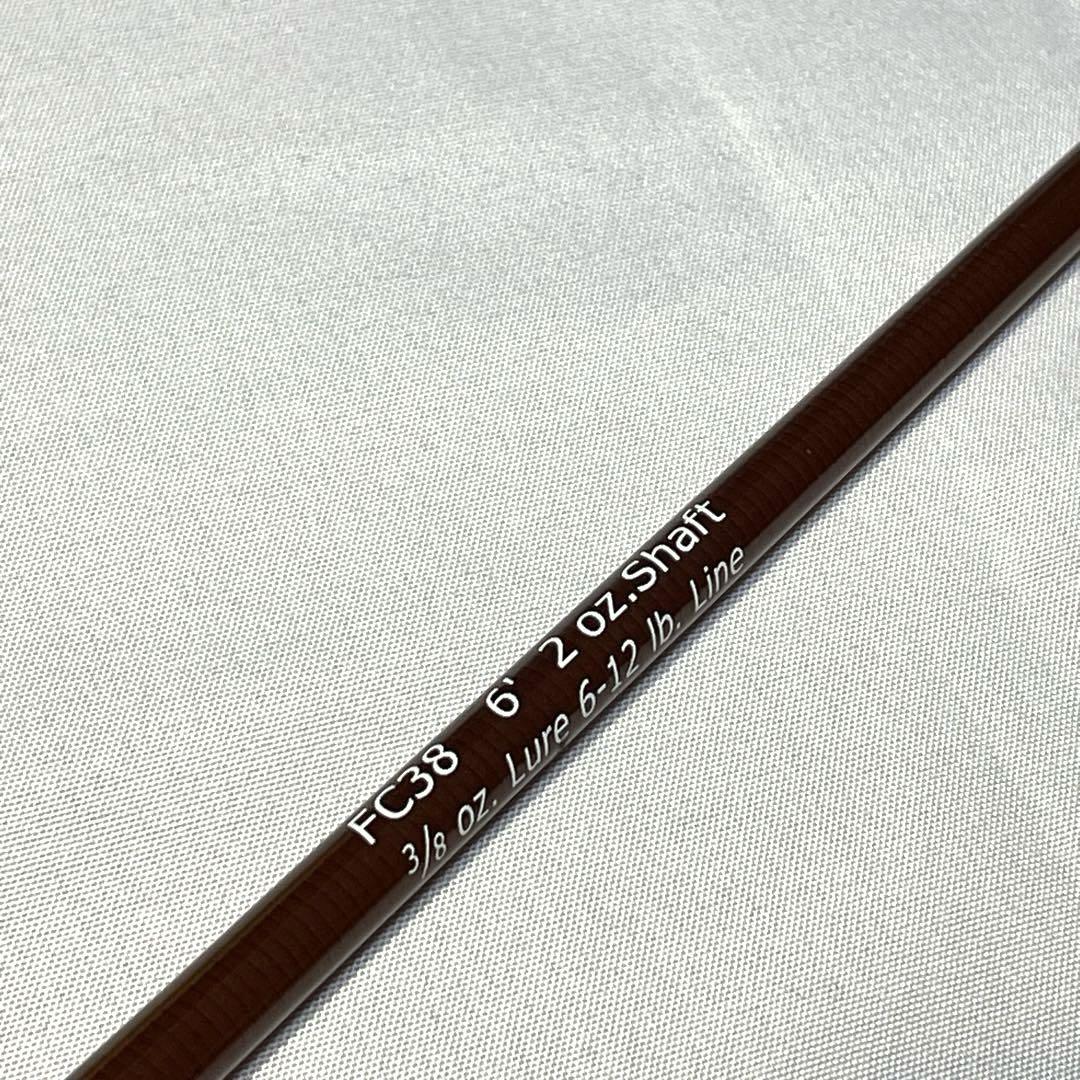 FC38 6' 2 oz.Shaft
3/8 oz. Lure 6-12 lb. Line